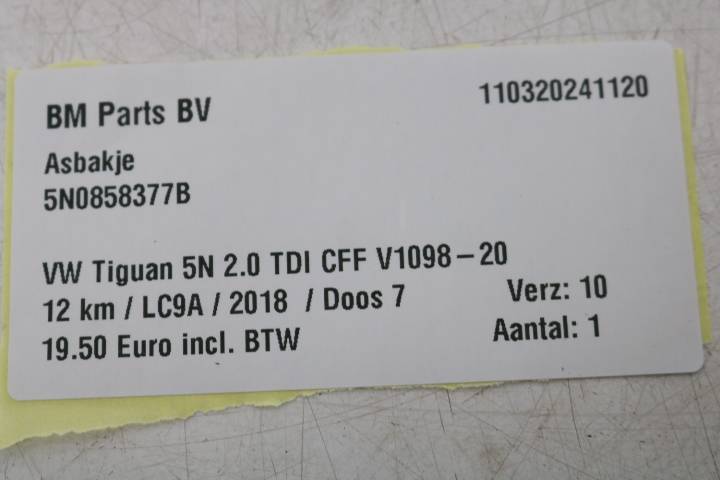 BM Parts BV 110320241120
Asbakje
5N0858377B
VW Tiguan 5N 2.0 TDI CFF V1098-20
12 km / LC9A / 2018 / Doos 7 Verz: 10
19.50 Euro incl. BTW Aantal: 1